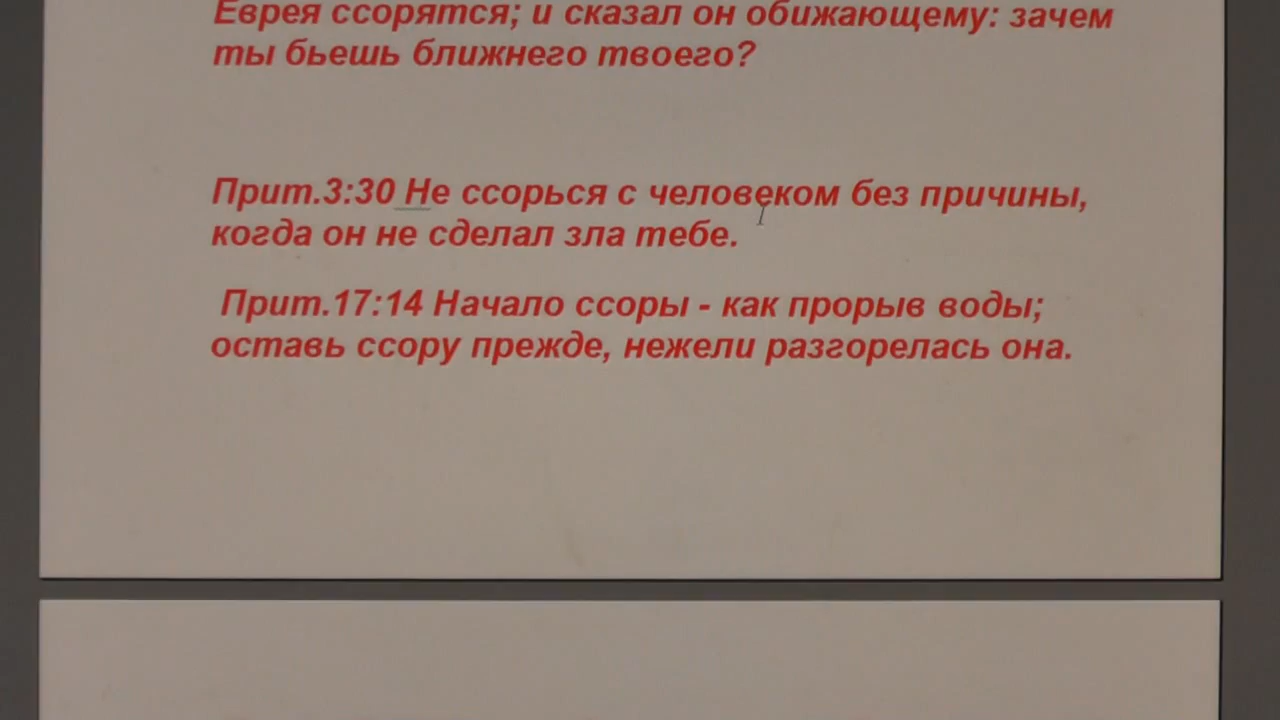 Еврея ссорятся; и сказал он обижающему: зачем
ты бьешь ближнего твоего?
Прит.3:30 Не ссорься с человеком без причины,
когда он не сделал зла тебе.
Прит.17:14 Начало ссоры - как прорыв воды;
оставь ссору прежде, нежели разгорелась она.